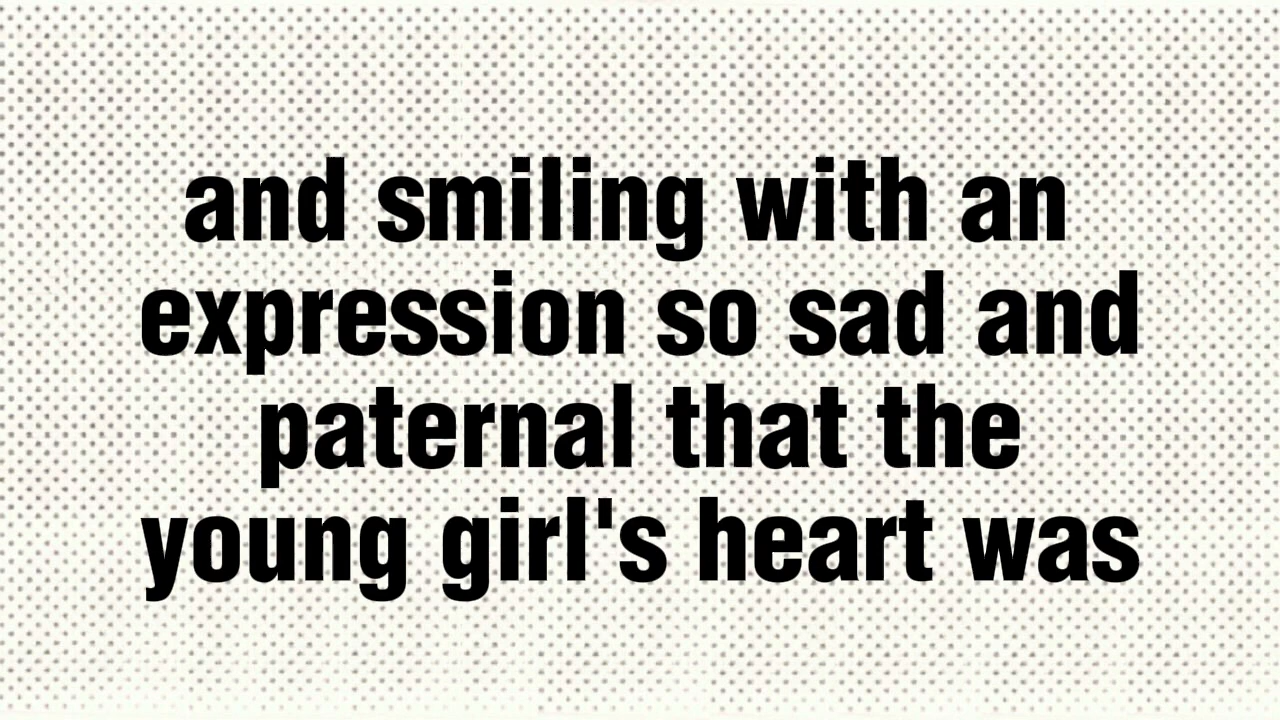 and smiling with an
expression so sad and
paternal that the
young girl's heart was